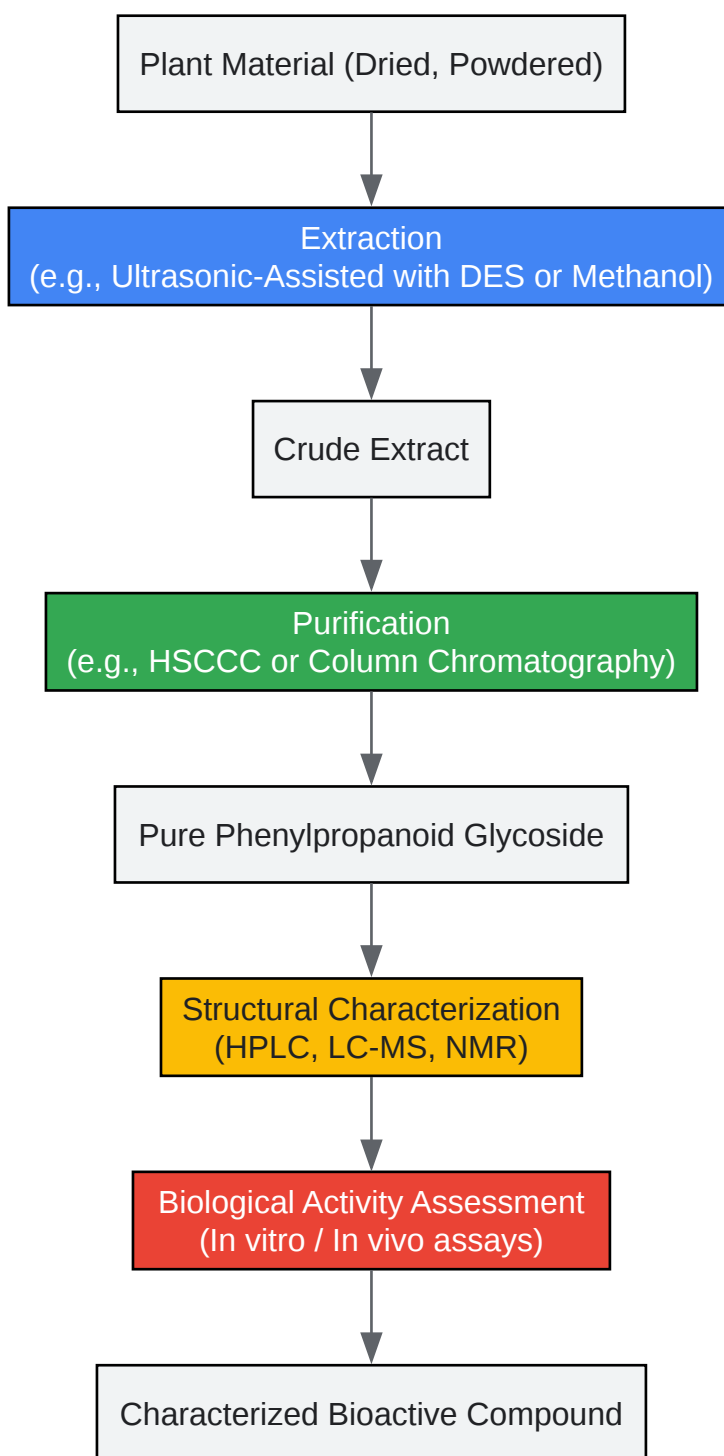 Plant Material (Dried, Powdered)
Extraction
(e.g., Ultrasonic-Assisted with DES or Methanol)
Crude Extract
Purification
(e.g., HSCCC or Column Chromatography)
Pure Phenylpropanoid Glycoside
Structural Characterization
(HPLC, LC-MS, NMR)
Biological Activity Assessment
(In vitro / In vivo assays)
Characterized Bioactive Compound